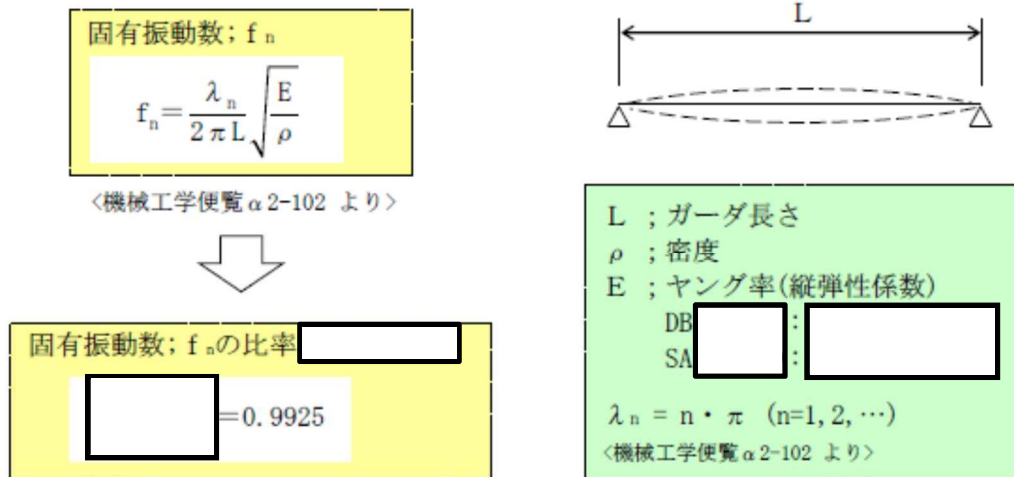 固有振動数; fn
fn=λn/2πL√E/ρ
<機械工学便覧α2-102 より>
固有振動数; fnの比率
=0.9925
L
L ;ガーダ長さ
ρ ;密度
E ;ヤング率(縦弾性係数)
DB :
SA :
λn = n・π (n=1,2,…)
<機械工学便覧α2-102 より>